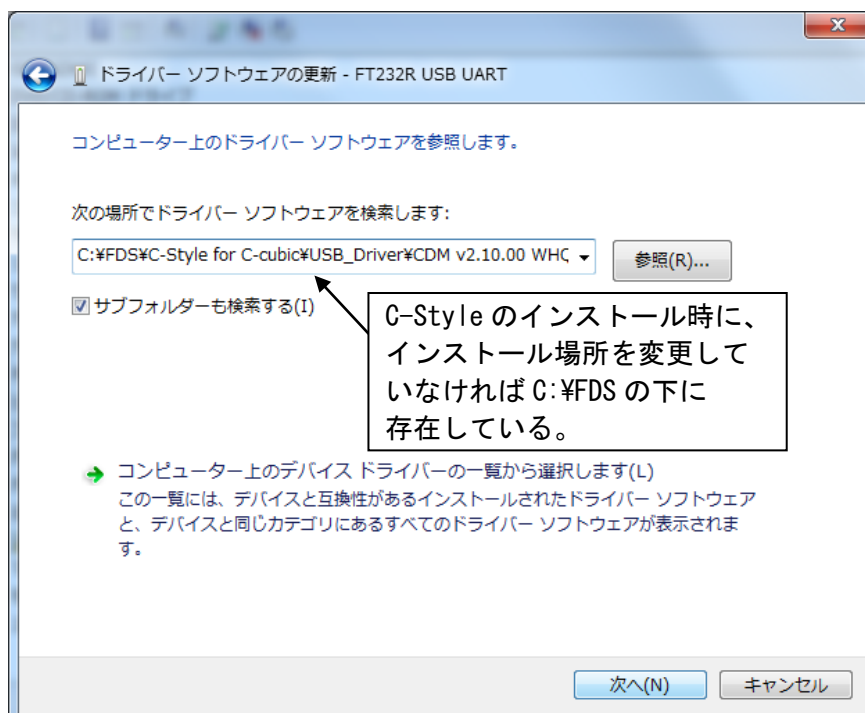 ドライバー ソフトウェアの更新 - FT232R USB UART
コンピューター上のドライバー ソフトウェアを参照します。
次の場所でドライバー ソフトウェアを検索します:
C:¥FDS¥C-Style for C-cubic¥USB_Driver¥CDM v2.10.00 WHQ
参照(R)...
サブフォルダーも検索する(I)
C-Style のインストール時に、
インストール場所を変更して
いなければ C:¥FDS の下に
存在している。
コンピューター上のデバイス ドライバーの一覧から選択します(L)
この一覧には、デバイスと互換性があるインストールされたドライバー ソフトウェア
と、デバイスと同じカテゴリにあるすべてのドライバー ソフトウェアが表示されま
す。
次へ(N)
キャンセル